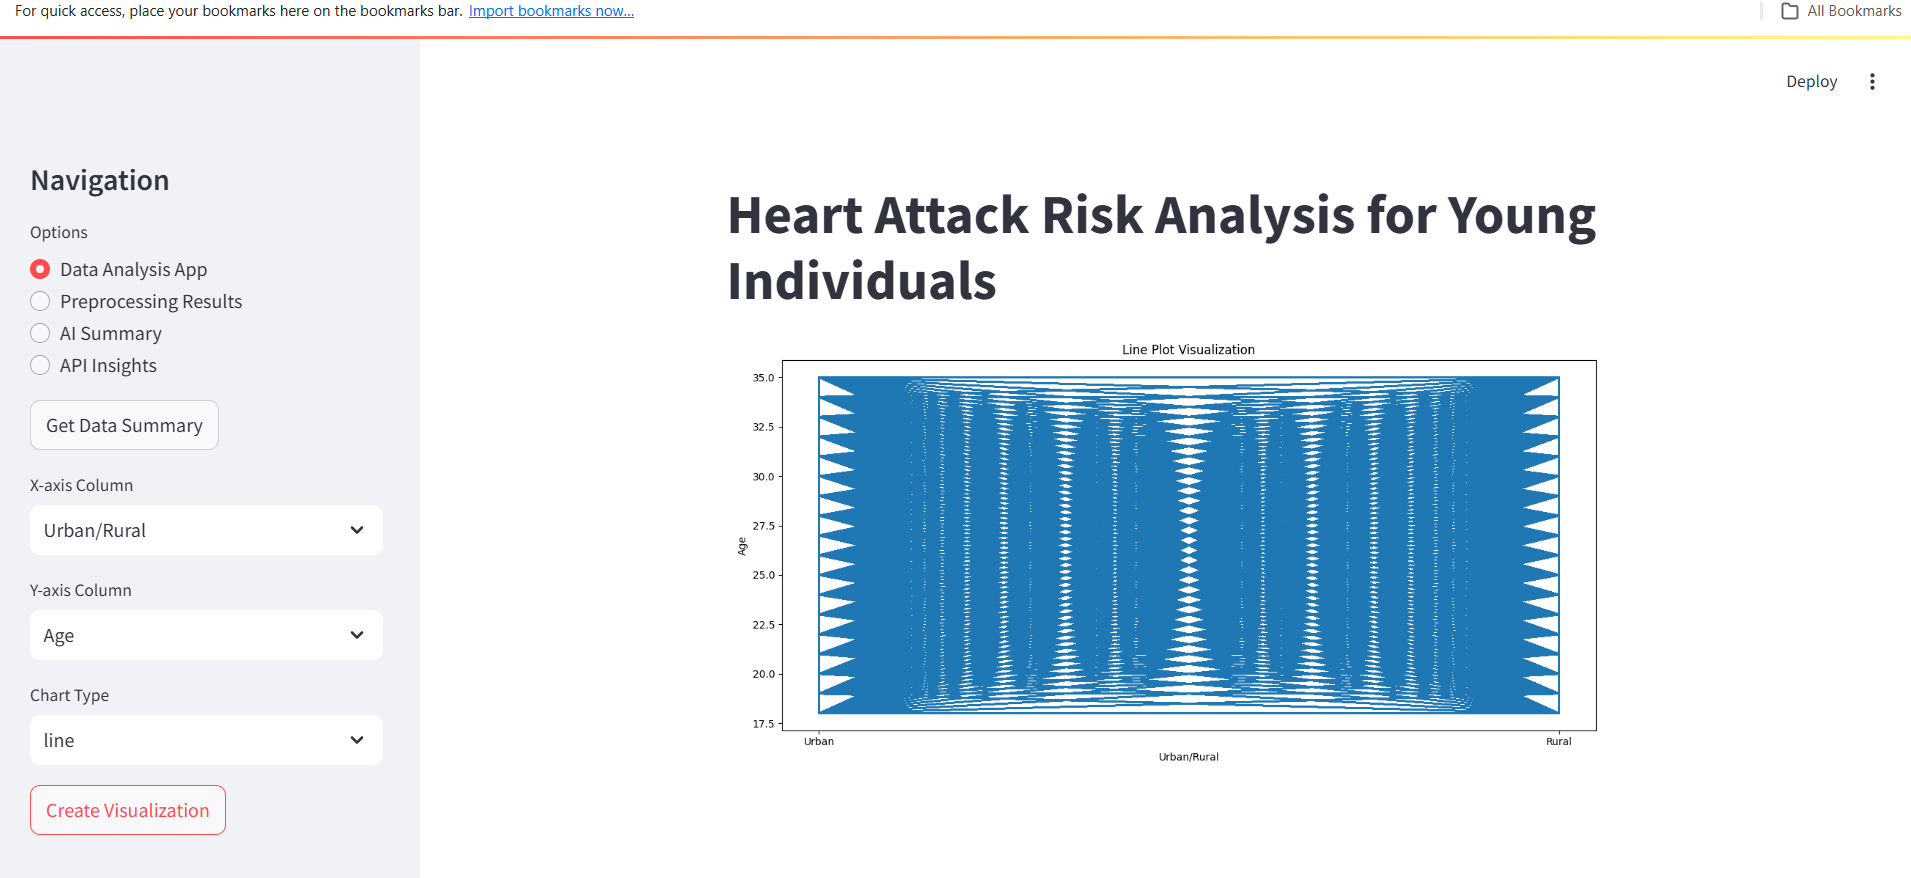 For quick access, place your bookmarks here on the bookmarks bar. Import bookmarks now...
All Bookmarks
Deploy
Navigation
Options
Data Analysis App
Preprocessing Results
AI Summary
API Insights
Get Data Summary
X-axis Column
Urban/Rural
Y-axis Column
Age
Chart Type
line
Create Visualization
Heart Attack Risk Analysis for Young
Individuals
Line Plot Visualization
35.0
32.5
30.0
27.5
25.0
22.5
20.0
17.5
Age
Urban
Rural
Urban/Rural